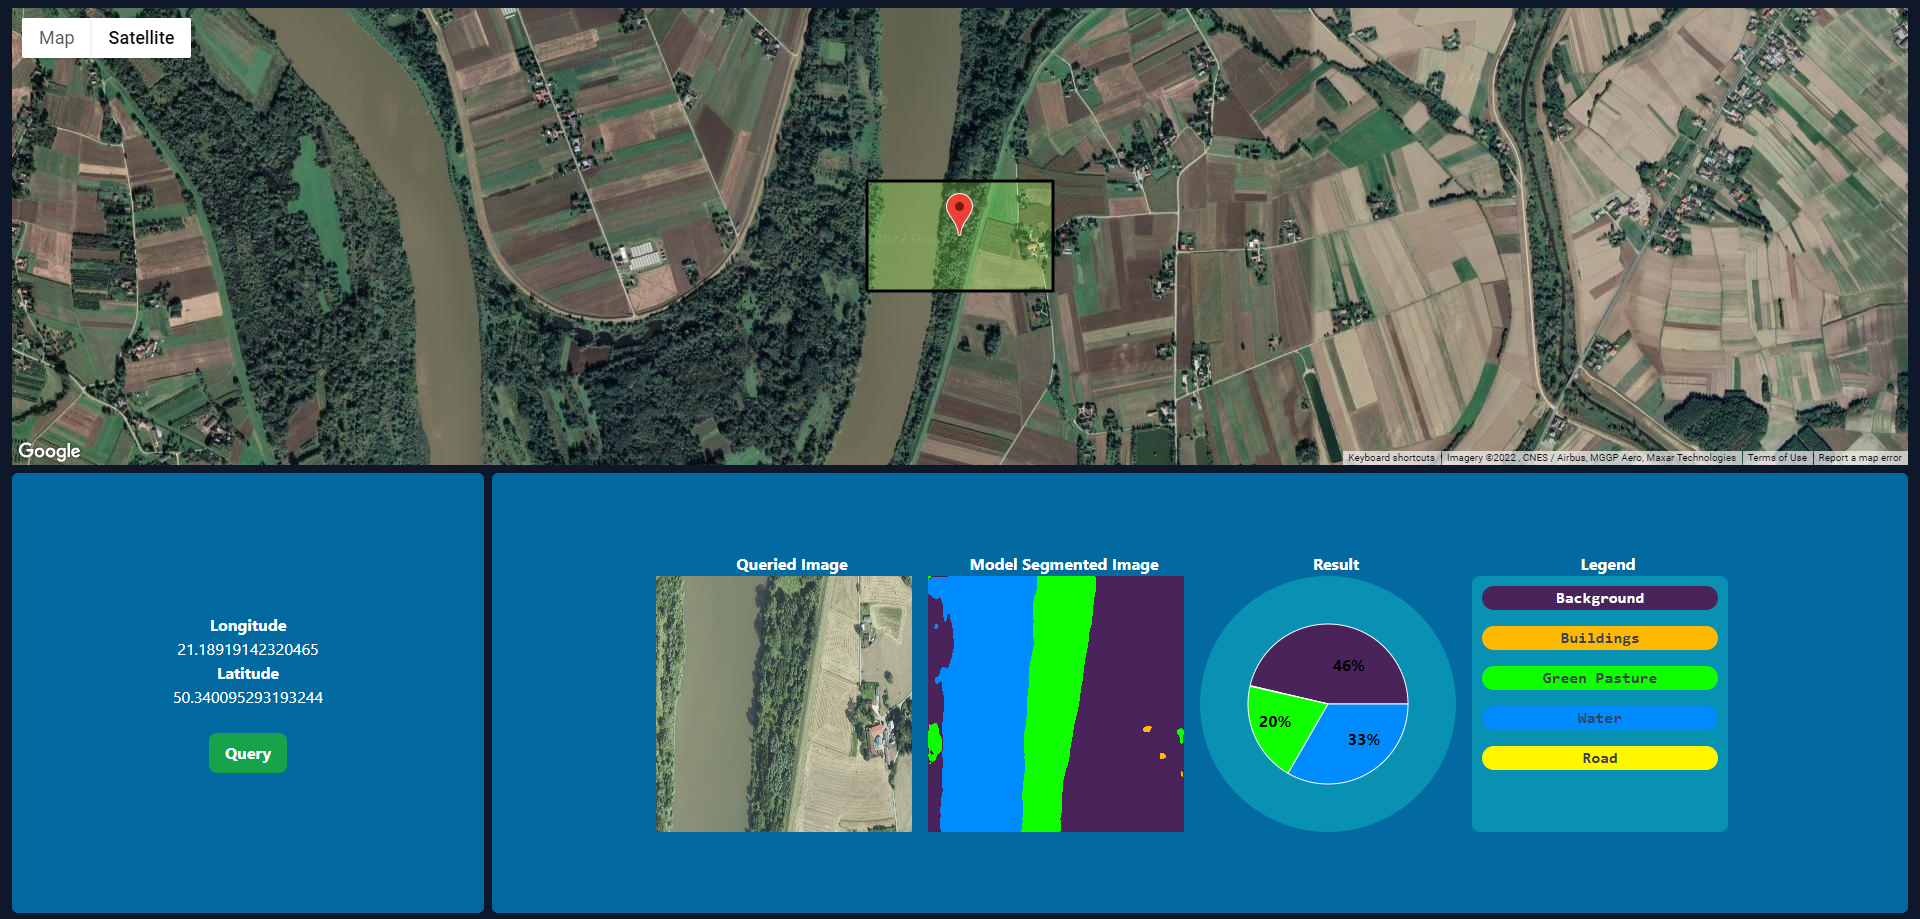 Map Satellite
Google
Keyboard shortcuts Imagery ©2022 , CNES / Airbus, MGGP Aero, Maxar Technologies Terms of Use Report a map error
Longitude
21.18919142320465
Latitude
50.340095293193244
Query
Queried Image Model Segmented Image Result Legend
46%
20%
33%
Background
Buildings
Green Pasture
Water
Road